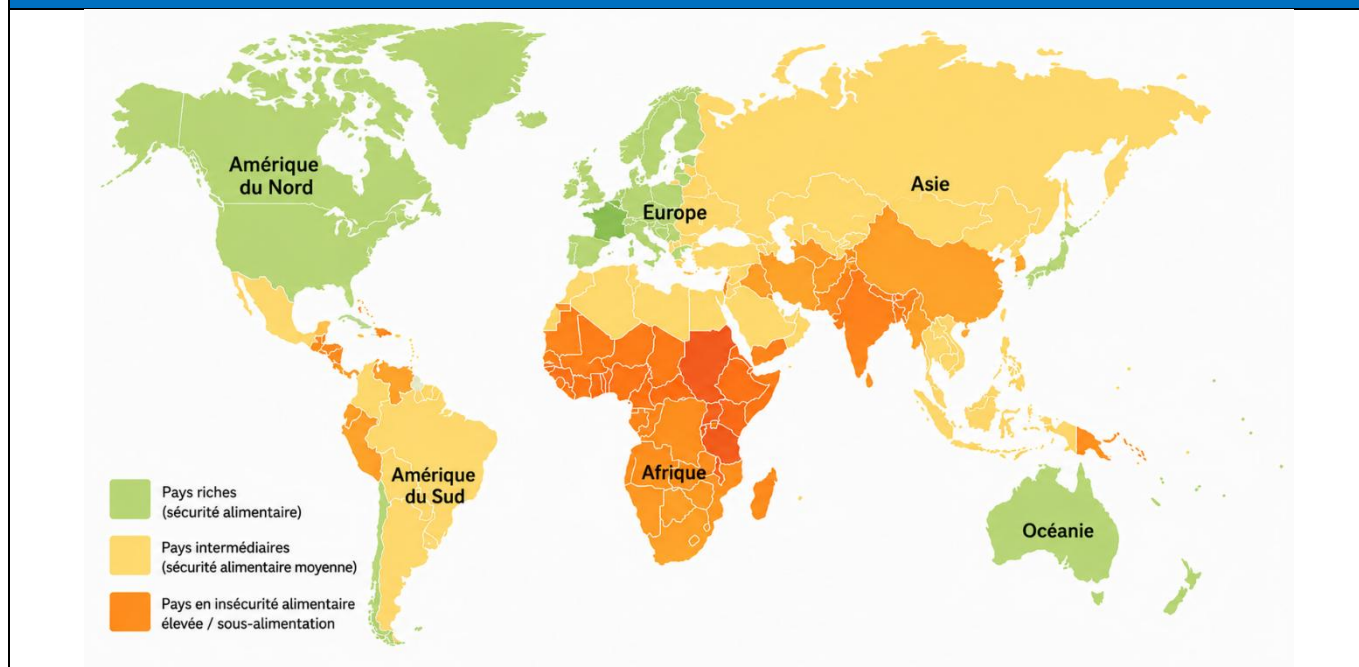 Amérique
du Nord
Europe
Asie
Amérique
du Sud
Afrique
Océanie
Pays riches
(sécurité alimentaire)
Pays intermédiaires
(sécurité alimentaire moyenne)
Pays en insécurité alimentaire
élevée / sous-alimentation